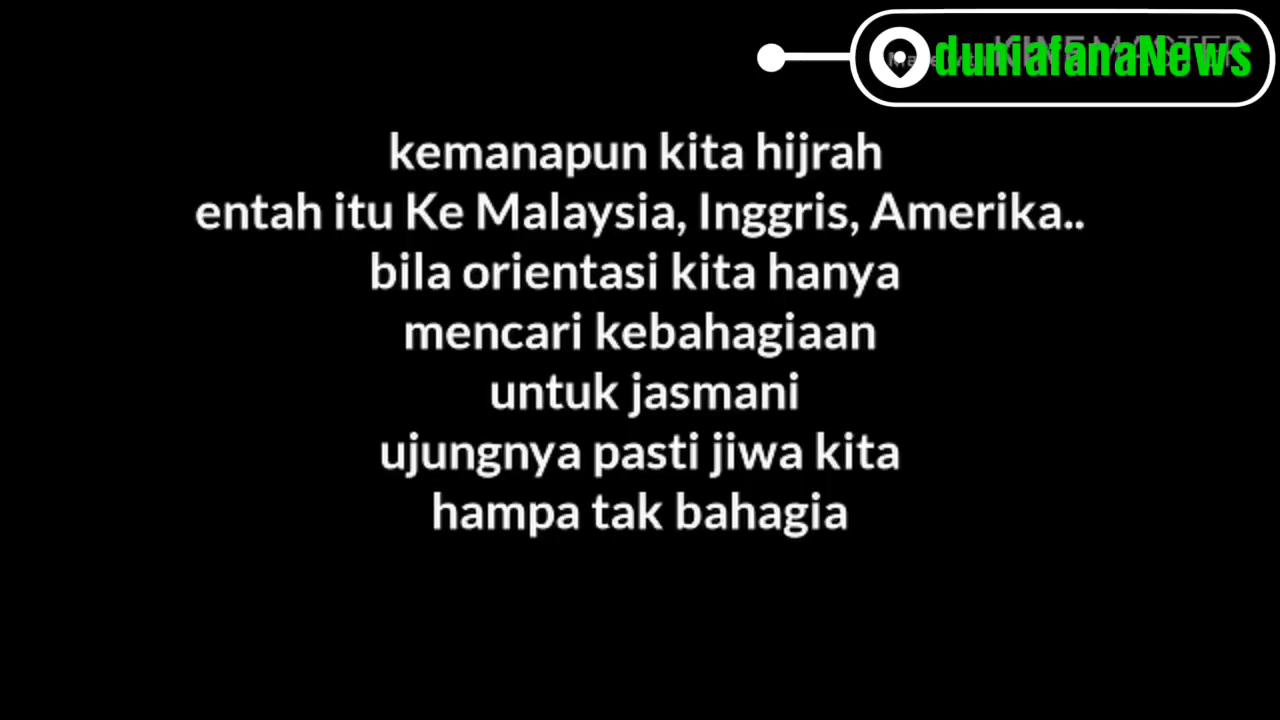 duniafanaNews
kemanapun kita hijrah
entah itu Ke Malaysia, Inggris, Amerika..
bila orientasi kita hanya
mencari kebahagiaan
untuk jasmani
ujungnya pasti jiwa kita
hampa tak bahagia